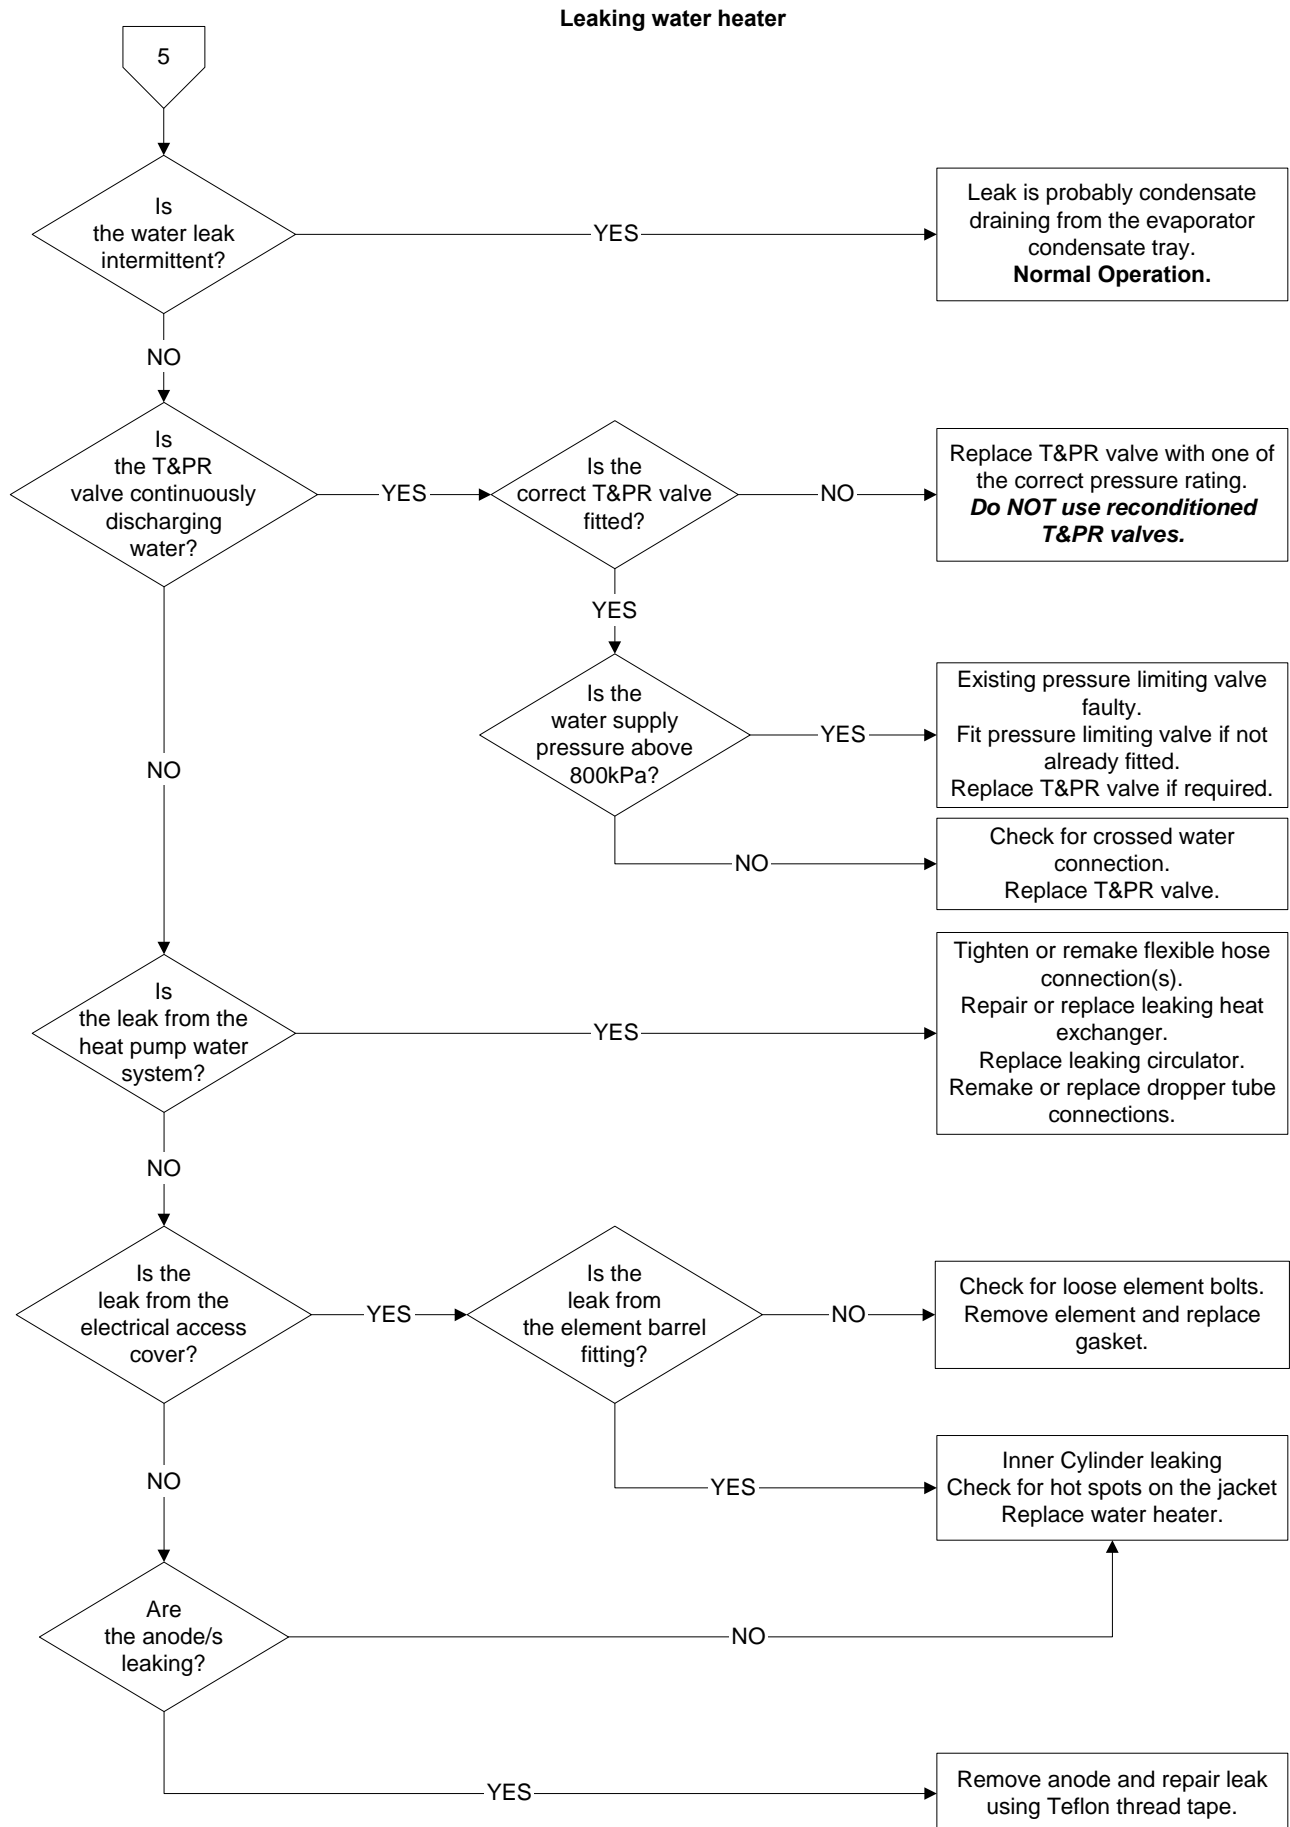 Leaking water heater
5
Is
the water leak
intermittent?
YES
Leak is probably condensate
draining from the evaporator
condensate tray.
Normal Operation.
NO
Is
the T&PR
valve continuously
discharging
water?
YES
Is the
correct T&PR valve
fitted?
NO
Replace T&PR valve with one of
the correct pressure rating.
Do NOT use reconditioned
T&PR valves.
YES
Is the
water supply
pressure above
800kPa?
YES
Existing pressure limiting valve
faulty.
Fit pressure limiting valve if not
already fitted.
Replace T&PR valve if required.
NO
NO
Check for crossed water
connection.
Replace T&PR valve.
Is
the leak from the
heat pump water
system?
YES
Tighten or remake flexible hose
connection(s).
Repair or replace leaking heat
exchanger.
Replace leaking circulator.
Remake or replace dropper tube
connections.
NO
Is the
leak from the
electrical access
cover?
YES
Is the
leak from
the element barrel
fitting?
NO
Check for loose element bolts.
Remove element and replace
gasket.
NO
YES
Inner Cylinder leaking
Check for hot spots on the jacket
Replace water heater.
Are
the anode/s
leaking?
NO
YES
Remove anode and repair leak
using Teflon thread tape.